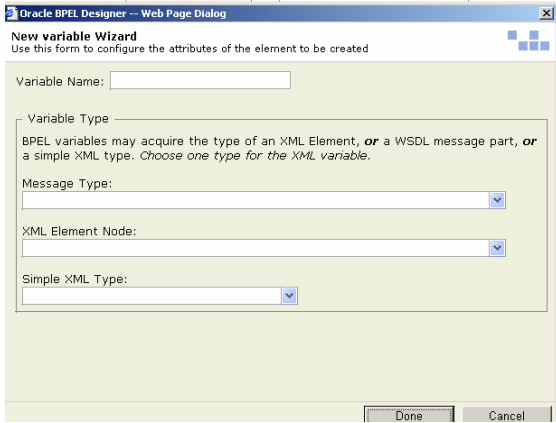 Oracle BPEL Designer -- Web Page Dialog
New variable Wizard
Use this form to configure the attributes of the element to be created
Variable Name:
Variable Type
BPEL variables may acquire the type of an XML Element, or a WSDL message part, or
a simple XML type. Choose one type for the XML variable.
Message Type:
XML Element Node:
Simple XML Type:
Done
Cancel